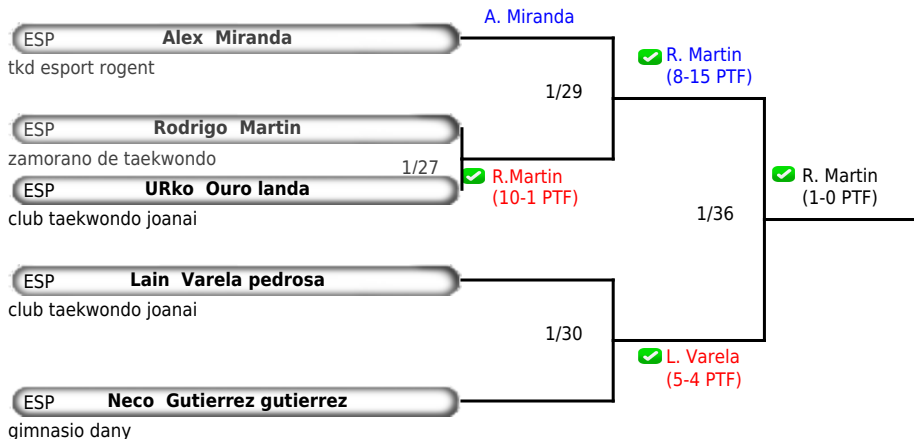 A. Miranda
ESP Alex Miranda
tkd esport rogent
R. Martin
(8-15 PTF)
1/29
ESP Rodrigo Martin
zamorano de taekwondo
1/27
R.Martin
(10-1 PTF)
ESP URko Ouro landa
club taekwondo joanai
R. Martin
(1-0 PTF)
1/36
ESP Lain Varela pedrosa
club taekwondo joanai
1/30
L. Varela
(5-4 PTF)
ESP Neco Gutierrez gutierrez
gimnasio dany